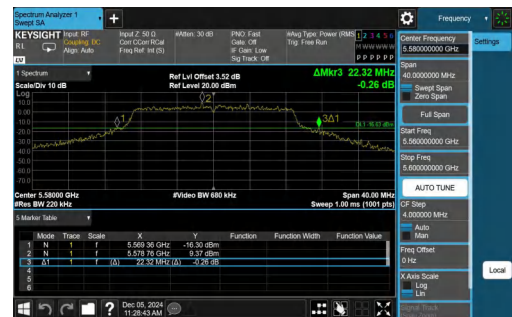 Spectrum Analyzer 1
Swept SA
Frequency
Settings
KEYSIGHT
Input: RF
Coupling: DC
Align: Auto
Input Z: 50 Ω
Corr CCorr RCal
Freq Ref: Int (S)
#Atten: 30 dB
PNO: Fast
Gate: Off
IF Gain: Low
Sig Track: Off
#Avg Type: Power (RMS)
Trig: Free Run
1 2 3 4 5 6
M W W W W W
P P P P P P
1 Spectrum
Scale/Div 10 dB
Ref Lvl Offset 3.52 dB
Ref Level 20.00 dBm
ΔMkr3 22.32 MHz
-0.26 dB
Log
10.0
0.00
-10.0
-20.0
-30.0
-40.0
-50.0
-60.0
-70.0
1
2
3Δ1
Center 5.58000 GHz
#Res BW 220 kHz
#Video BW 680 kHz
Span 40.00 MHz
Sweep 1.00 ms (1001 pts)
5 Marker Table
Mode Trace Scale X Y Function Function Width Function Value
1 N 1 f 5.569 36 GHz -16.30 dBm
2 N 1 f 5.578 76 GHz 9.37 dBm
3 Δ1 1 f (Δ) 22.32 MHz (Δ) -0.26 dB
4
5
6
Dec 05, 2024
11:28:43 AM
Center Frequency
5.580000000 GHz
Span
40.0000000 MHz
Swept Span
Zero Span
Full Span
Start Freq
5.560000000 GHz
Stop Freq
5.600000000 GHz
AUTO TUNE
CF Step
4.000000 MHz
Auto
Man
Freq Offset
0 Hz
X Axis Scale
Log
Lin
Signal Track
Local